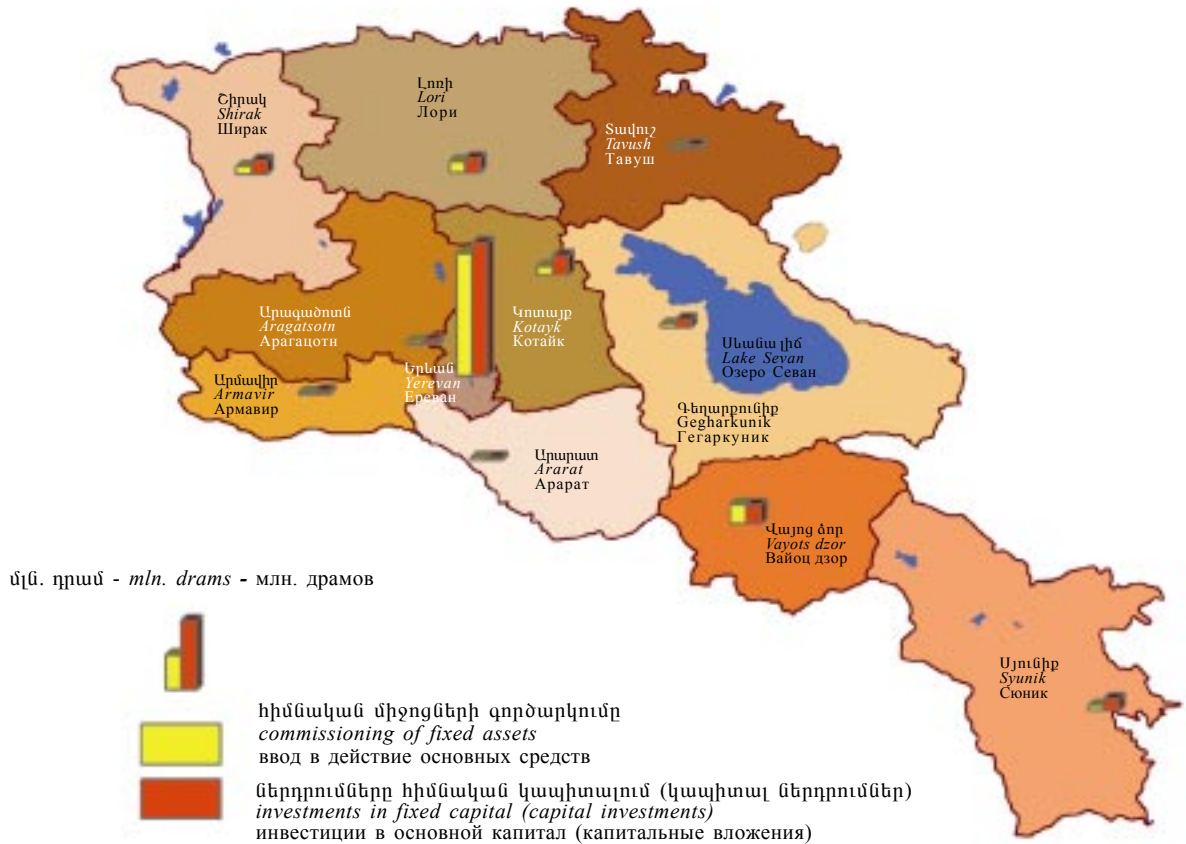 Շիրակ
Shirak
Ширак
Լոռի
Lori
Лори
Տավուշ
Tavush
Тавуш
Արագածոտն
Aragatsotn
Арагацотн
Կոտայք
Kotayk
Котайк
Սևանա լիճ
Lake Sevan
Озеро Севан
Երևան
Yerevan
Ереван
Արմավիր
Armavir
Армавир
Գեղարքունիք
Gegharkunik
Гегаркуник
Արարատ
Ararat
Арарат
Վայոց ձոր
Vayots dzor
Вайоц дзор
Սյունիք
Syunik
Сюник
մլն. դրամ - mln. drams - млн. драмов
հիմնական միջոցների գործարկումը
commissioning of fixed assets
ввод в действие основных средств
ներդրումները հիմնական կապիտալում (կապիտալ ներդրումներ)
investments in fixed capital (capital investments)
инвестиции в основной капитал (капитальные вложения)